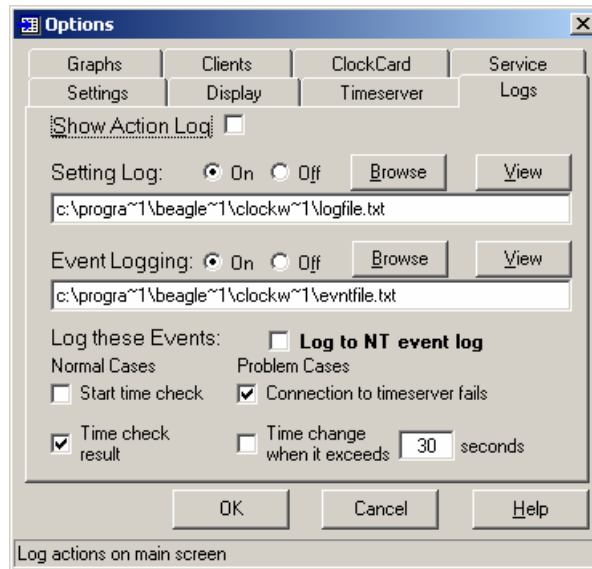 Options
Graphs Clients ClockCard Service
Settings Display Timeserver Logs
Show Action Log
Setting Log: On Off Browse View
c:\progra~1\beagle~1\clockw~1\logfile.txt
Event Logging: On Off Browse View
c:\progra~1\beagle~1\clockw~1\evntfile.txt
Log these Events: Log to NT event log
Normal Cases Problem Cases
Start time check Connection to timeserver fails
Time check result Time change when it exceeds 30 seconds
OK Cancel Help
Log actions on main screen